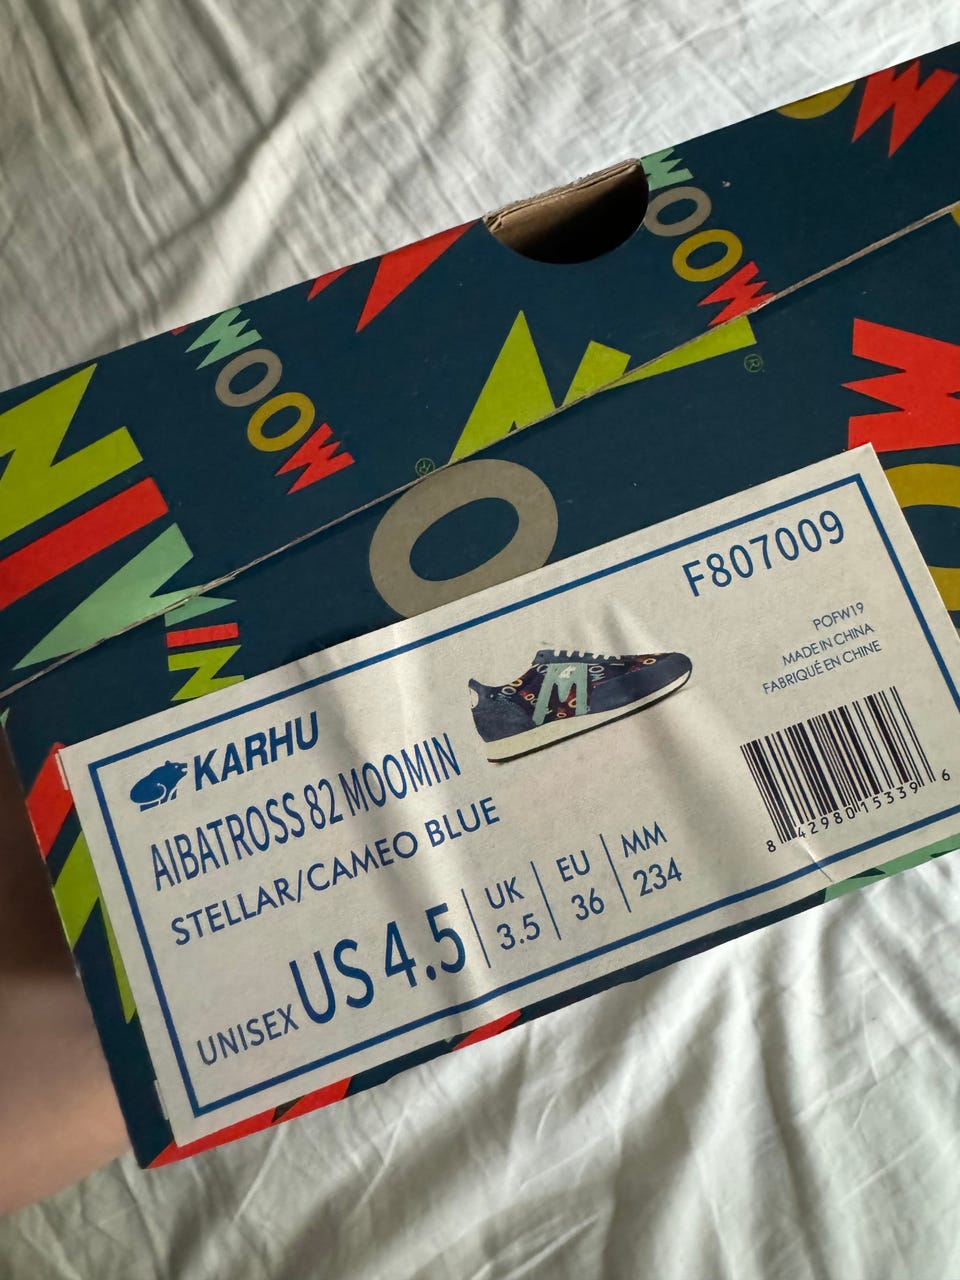 MOOW
MOOW
®
®
F807009
POFW19
MADE IN CHINA
FABRIQUÉ EN CHINE
KARHU
AlBATROSS 82 MOOMIN
STELLAR/CAMEO BLUE
UNISEX US 4.5
UK
3.5
EU
36
MM
234
8 42980 15339 6